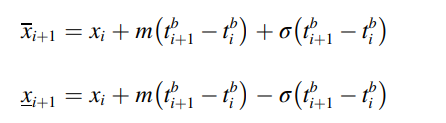 x̅ᵢ₊₁ = xᵢ + m(tᵇᵢ₊₁ − tᵇᵢ) + σ(tᵇᵢ₊₁ − tᵇᵢ)
x̲ᵢ₊₁ = xᵢ + m(tᵇᵢ₊₁ − tᵇᵢ) − σ(tᵇᵢ₊₁ − tᵇᵢ)